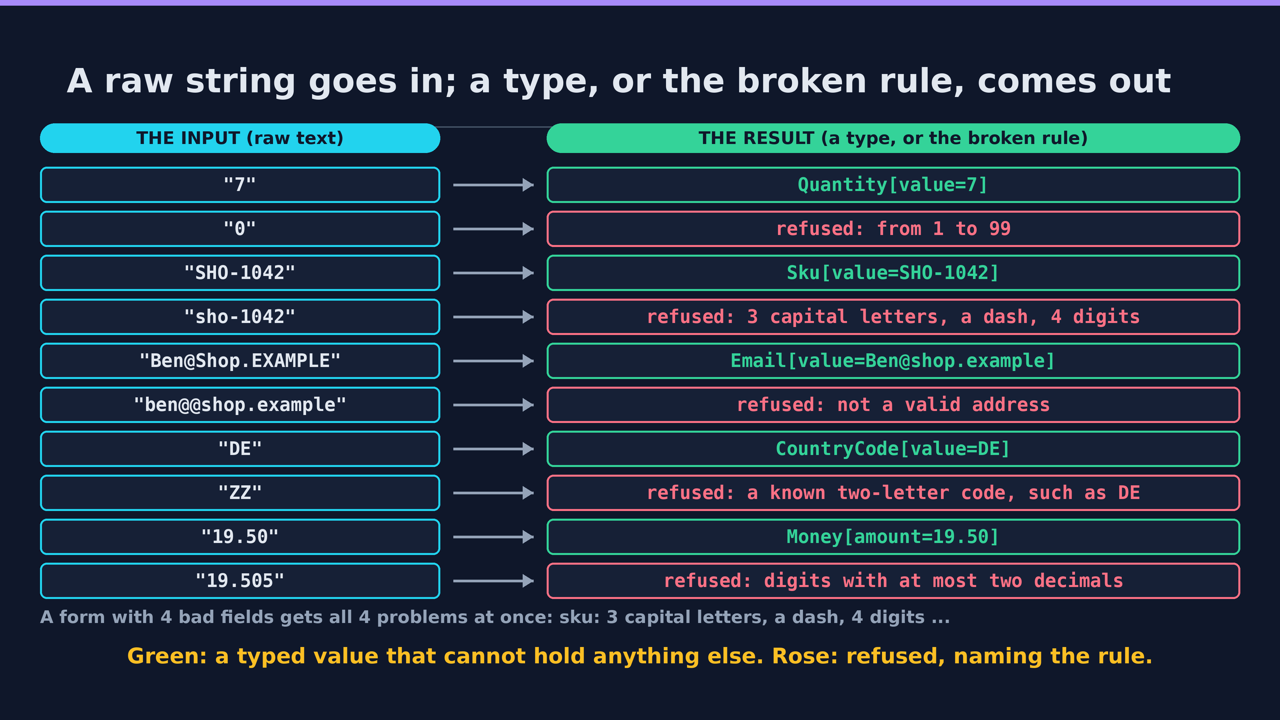 A raw string goes in; a type, or the broken rule, comes out
THE INPUT (raw text)
THE RESULT (a type, or the broken rule)
"7"
Quantity[value=7]
"0"
refused: from 1 to 99
"SHO-1042"
Sku[value=SHO-1042]
"sho-1042"
refused: 3 capital letters, a dash, 4 digits
"Ben@Shop.EXAMPLE"
Email[value=Ben@shop.example]
"ben@@shop.example"
refused: not a valid address
"DE"
CountryCode[value=DE]
"ZZ"
refused: a known two-letter code, such as DE
"19.50"
Money[amount=19.50]
"19.505"
refused: digits with at most two decimals
A form with 4 bad fields gets all 4 problems at once: sku: 3 capital letters, a dash, 4 digits ...
Green: a typed value that cannot hold anything else. Rose: refused, naming the rule.